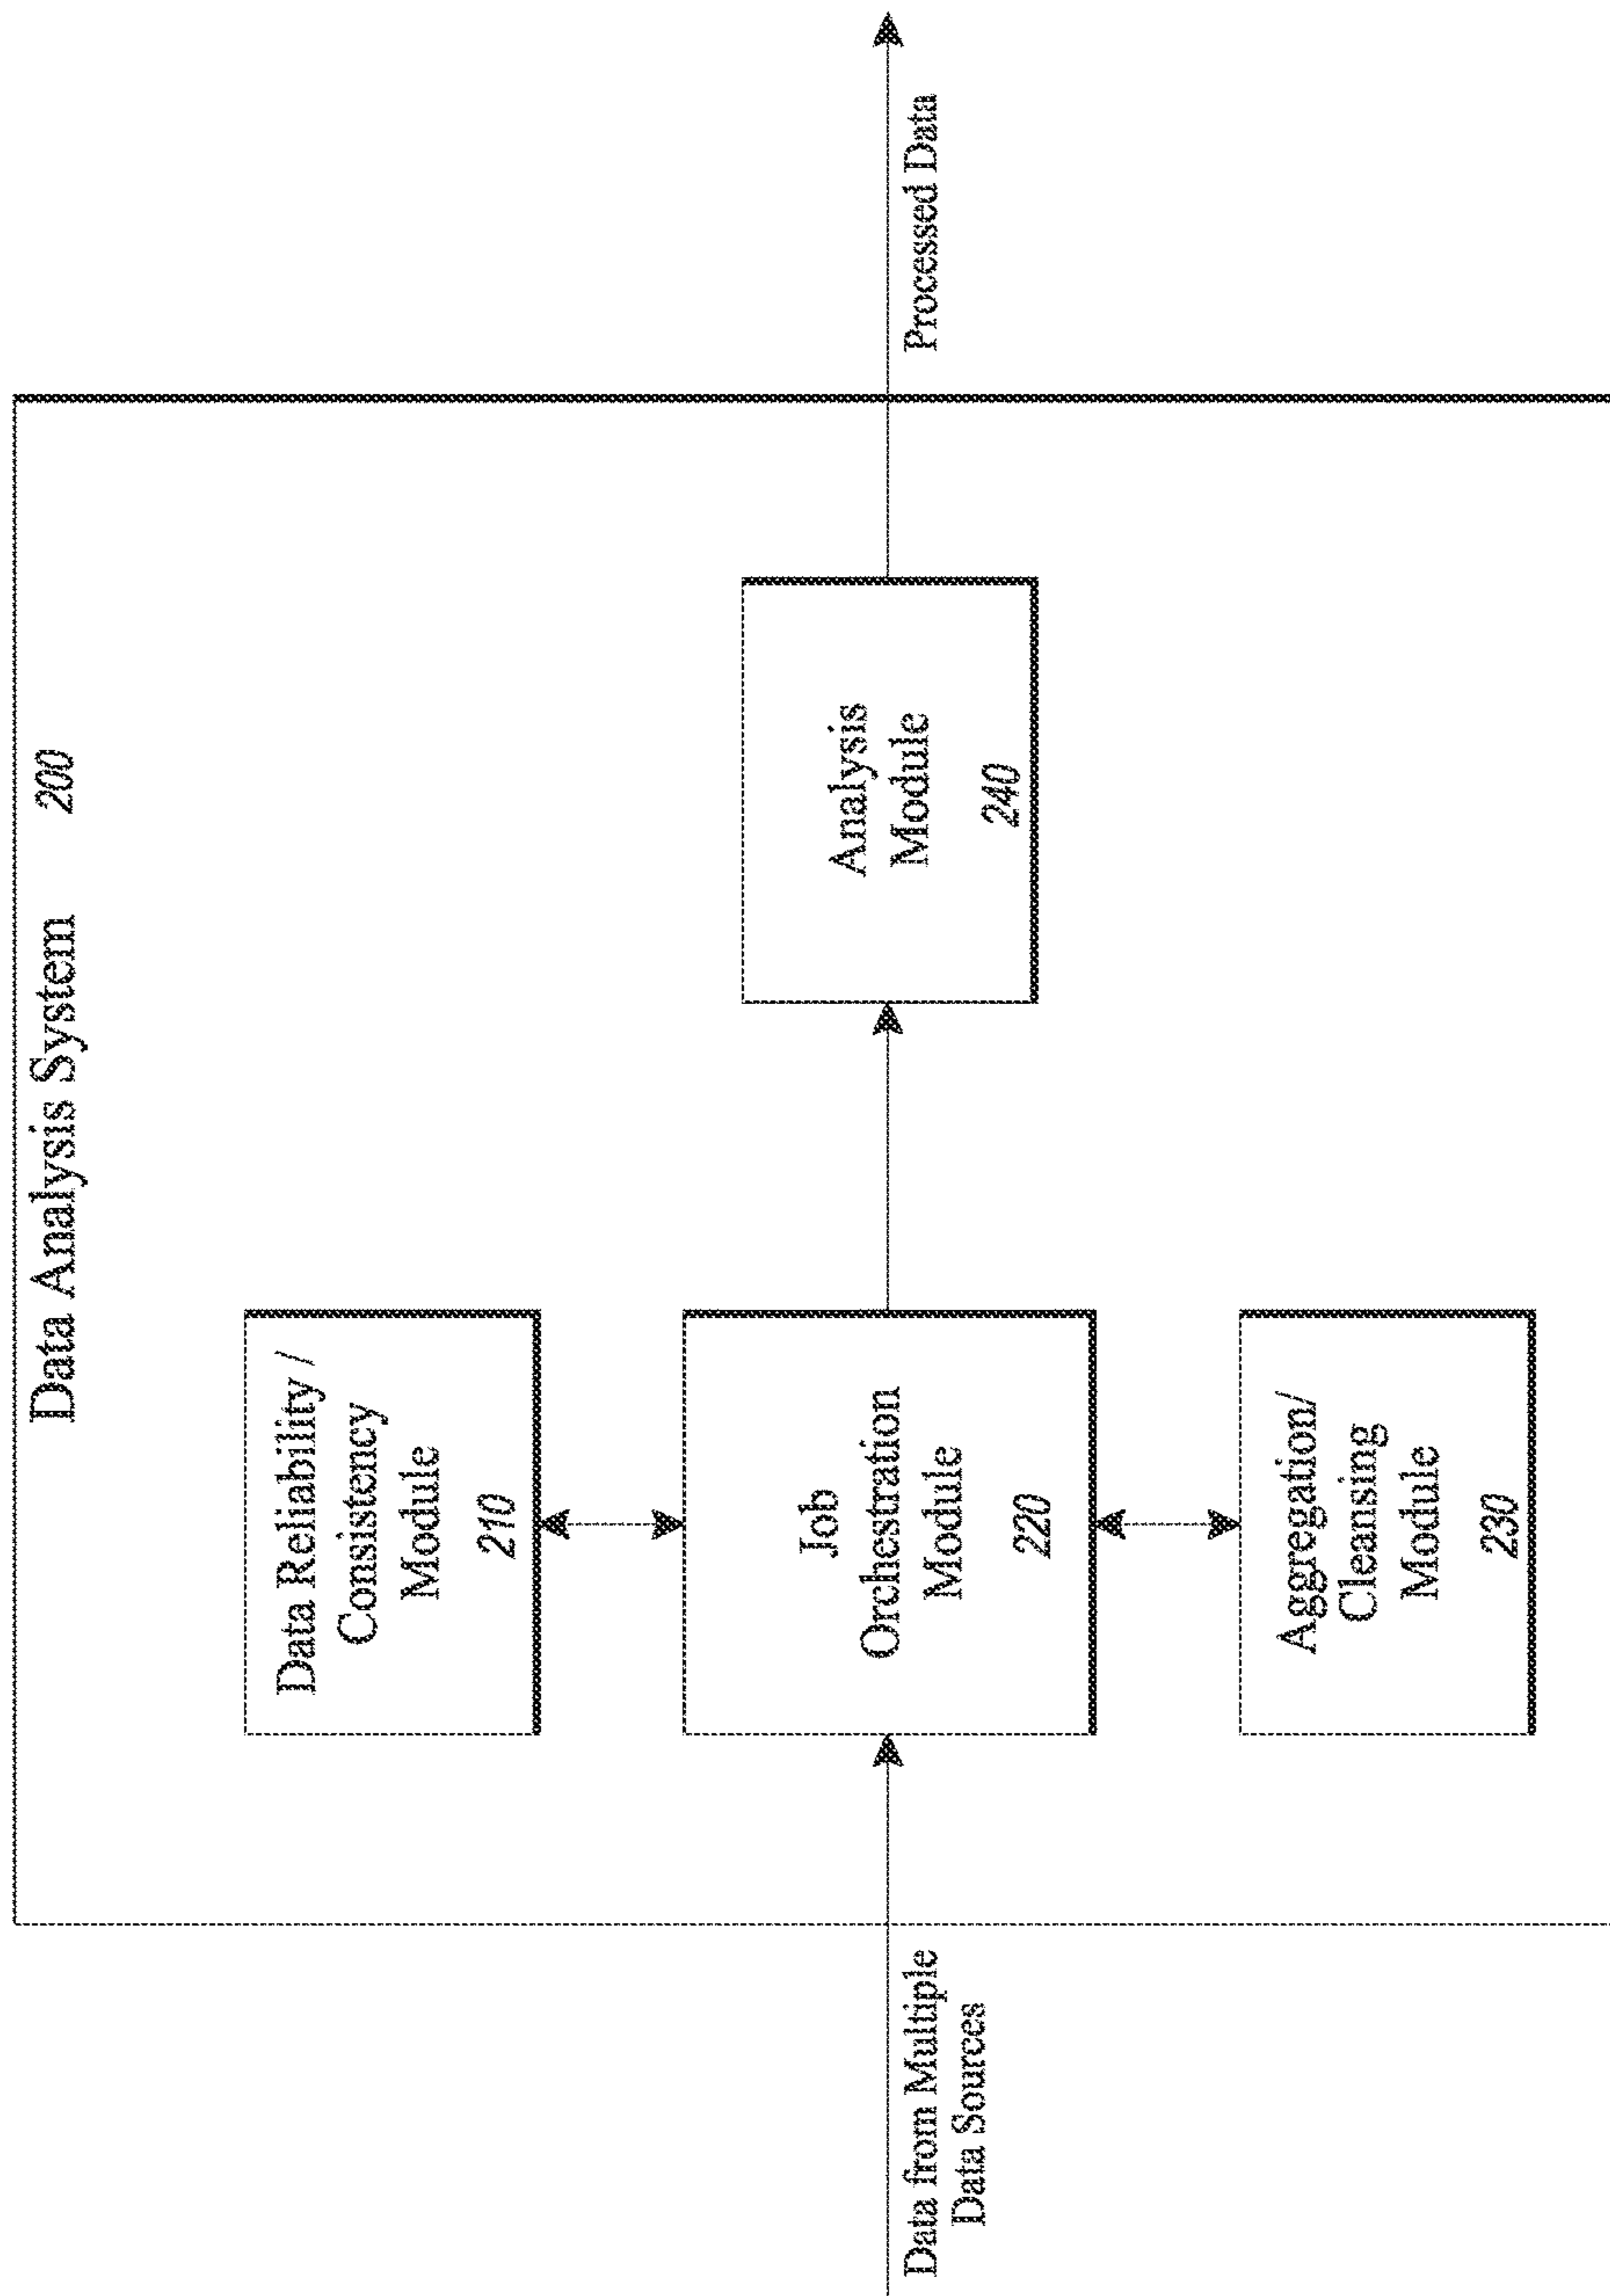 Data Analysis System 200
Data Reliability /
Consistency
Module
210
Job
Orchestration
Module
220
Aggregation/
Cleansing
Module
230
Analysis
Module
240
Data from Multiple
Data Sources
Processed Data